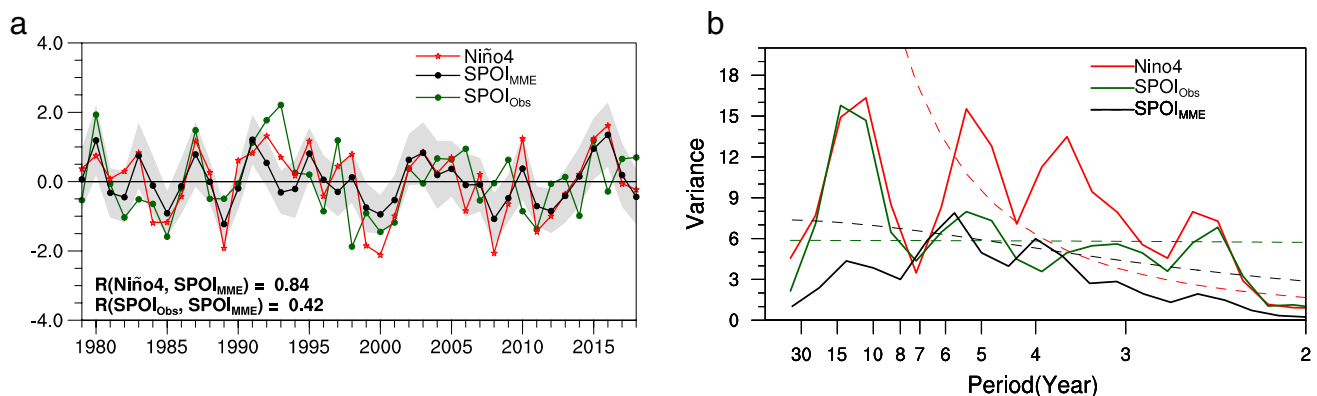 a
4.0
2.0
0.0
-2.0
-4.0
Niño4
SPOIMME
SPOIObs
R(Niño4, SPOIMME) = 0.84
R(SPOIObs, SPOIMME) = 0.42
1980 1985 1990 1995 2000 2005 2010 2015
b
18
15
12
9
6
3
0
Variance
Nino4
SPOIObs
SPOIMME
30 15 10 8 7 6 5 4 3 2
Period(Year)